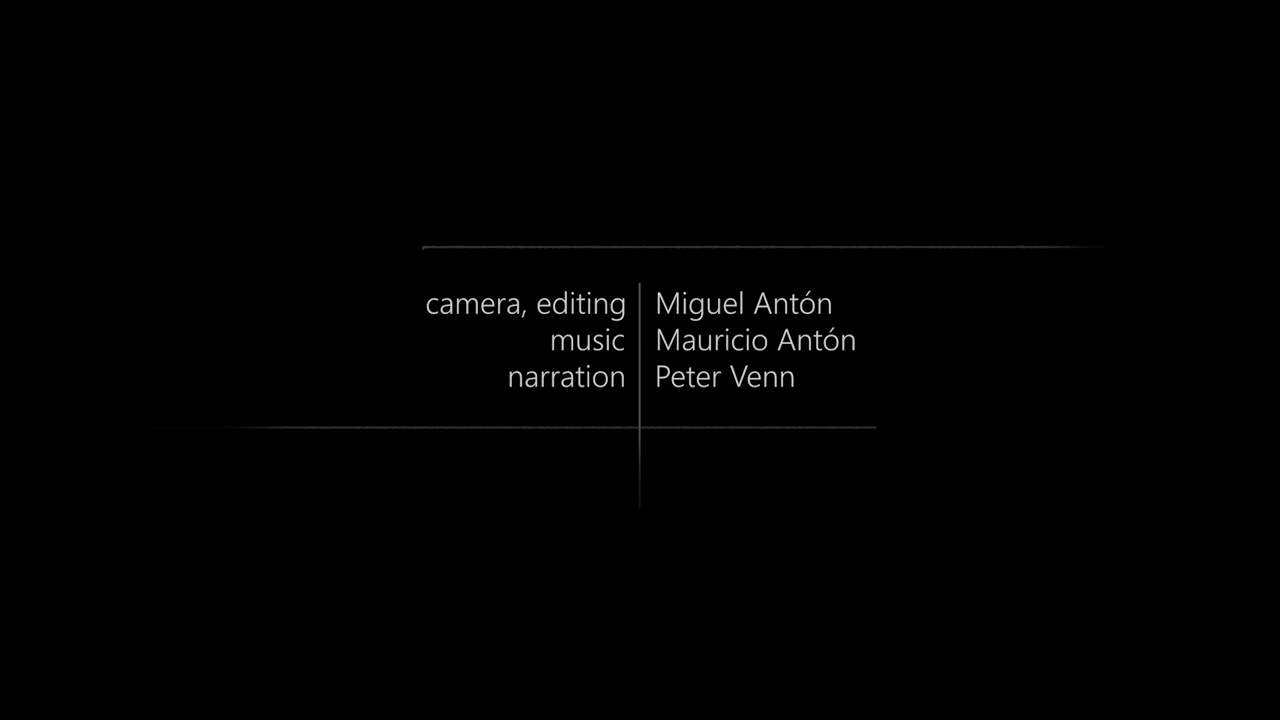 camera, editing Miguel Antón
music Mauricio Antón
narration Peter Venn